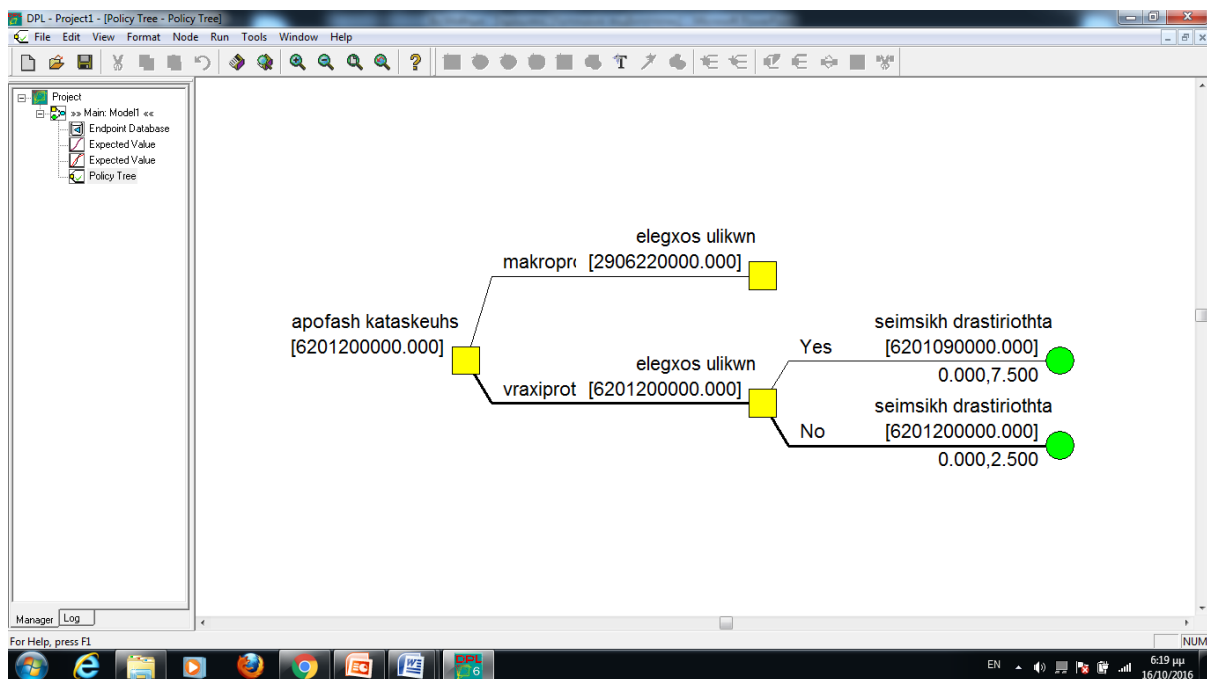 DPL - Project1 - [Policy Tree - Policy Tree]
File Edit View Format Node Run Tools Window Help
Project
»» Main: Model1 ««
Endpoint Database
Expected Value
Expected Value
Policy Tree
elegxos ulikwn
makropr [2906220000.000]
apofash kataskeuhs
[6201200000.000]
seimsikh drastiriothta
Yes [6201090000.000]
0.000,7.500
elegxos ulikwn
vraxiprot [6201200000.000]
seimsikh drastiriothta
No [6201200000.000]
0.000,2.500
Manager Log
For Help, press F1
NUM
EN
6:19 μμ
16/10/2016